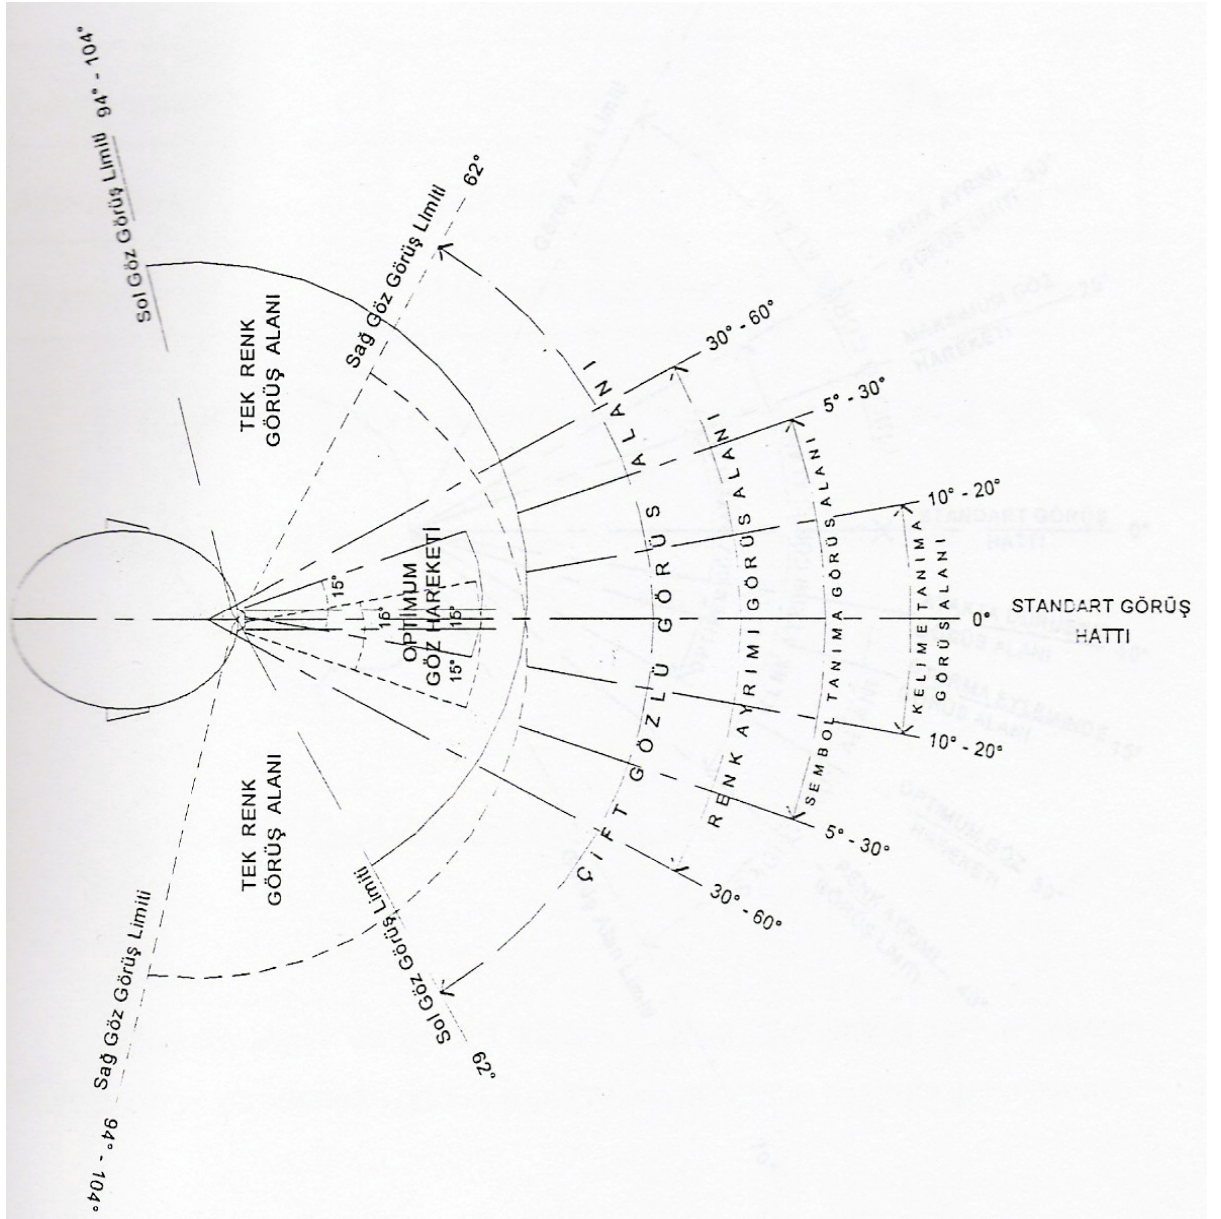 Sol Göz Görüş Limiti 94° - 104°
TEK RENK
GÖRÜŞ ALANI
Sağ Göz Görüş Limiti 62°
30° - 60°
5° - 30°
10° - 20°
0°
STANDART GÖRÜŞ
HATTI
10° - 20°
5° - 30°
30° - 60°
15°
15°
15°
15°
OPTIMUM
GÖZ HAREKETİ
ÇİFT GÖZLÜ GÖRÜŞ ALANI
RENK AYRIMI GÖRÜŞ ALANI
SEMBOL TANIMA GÖRÜŞ ALANI
KELİME TANIMA
GÖRÜŞ ALANI
TEK RENK
GÖRÜŞ ALANI
Sol Göz Görüş Limiti 62°
Sağ Göz Görüş Limiti 94° - 104°